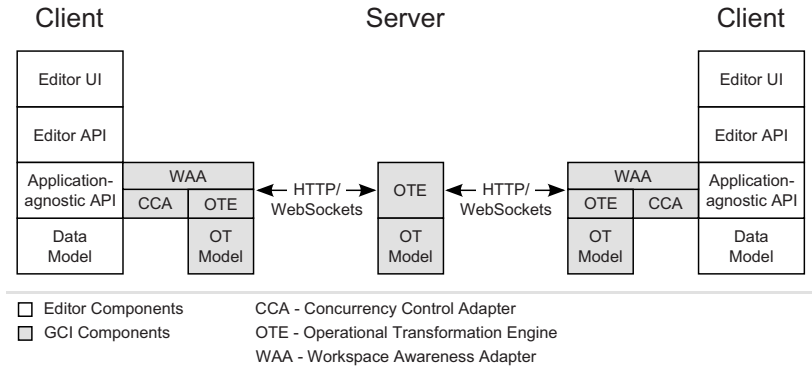 Client Server Client
Editor UI Editor UI
Editor API Editor API
Application-
agnostic API
WAA
CCA OTE
Data
Model
OT
Model
HTTP/
WebSockets
OTE
OT
Model
HTTP/
WebSockets
WAA
OTE CCA
OT
Model
Application-
agnostic API
Data
Model
Editor Components
GCI Components
CCA - Concurrency Control Adapter
OTE - Operational Transformation Engine
WAA - Workspace Awareness Adapter